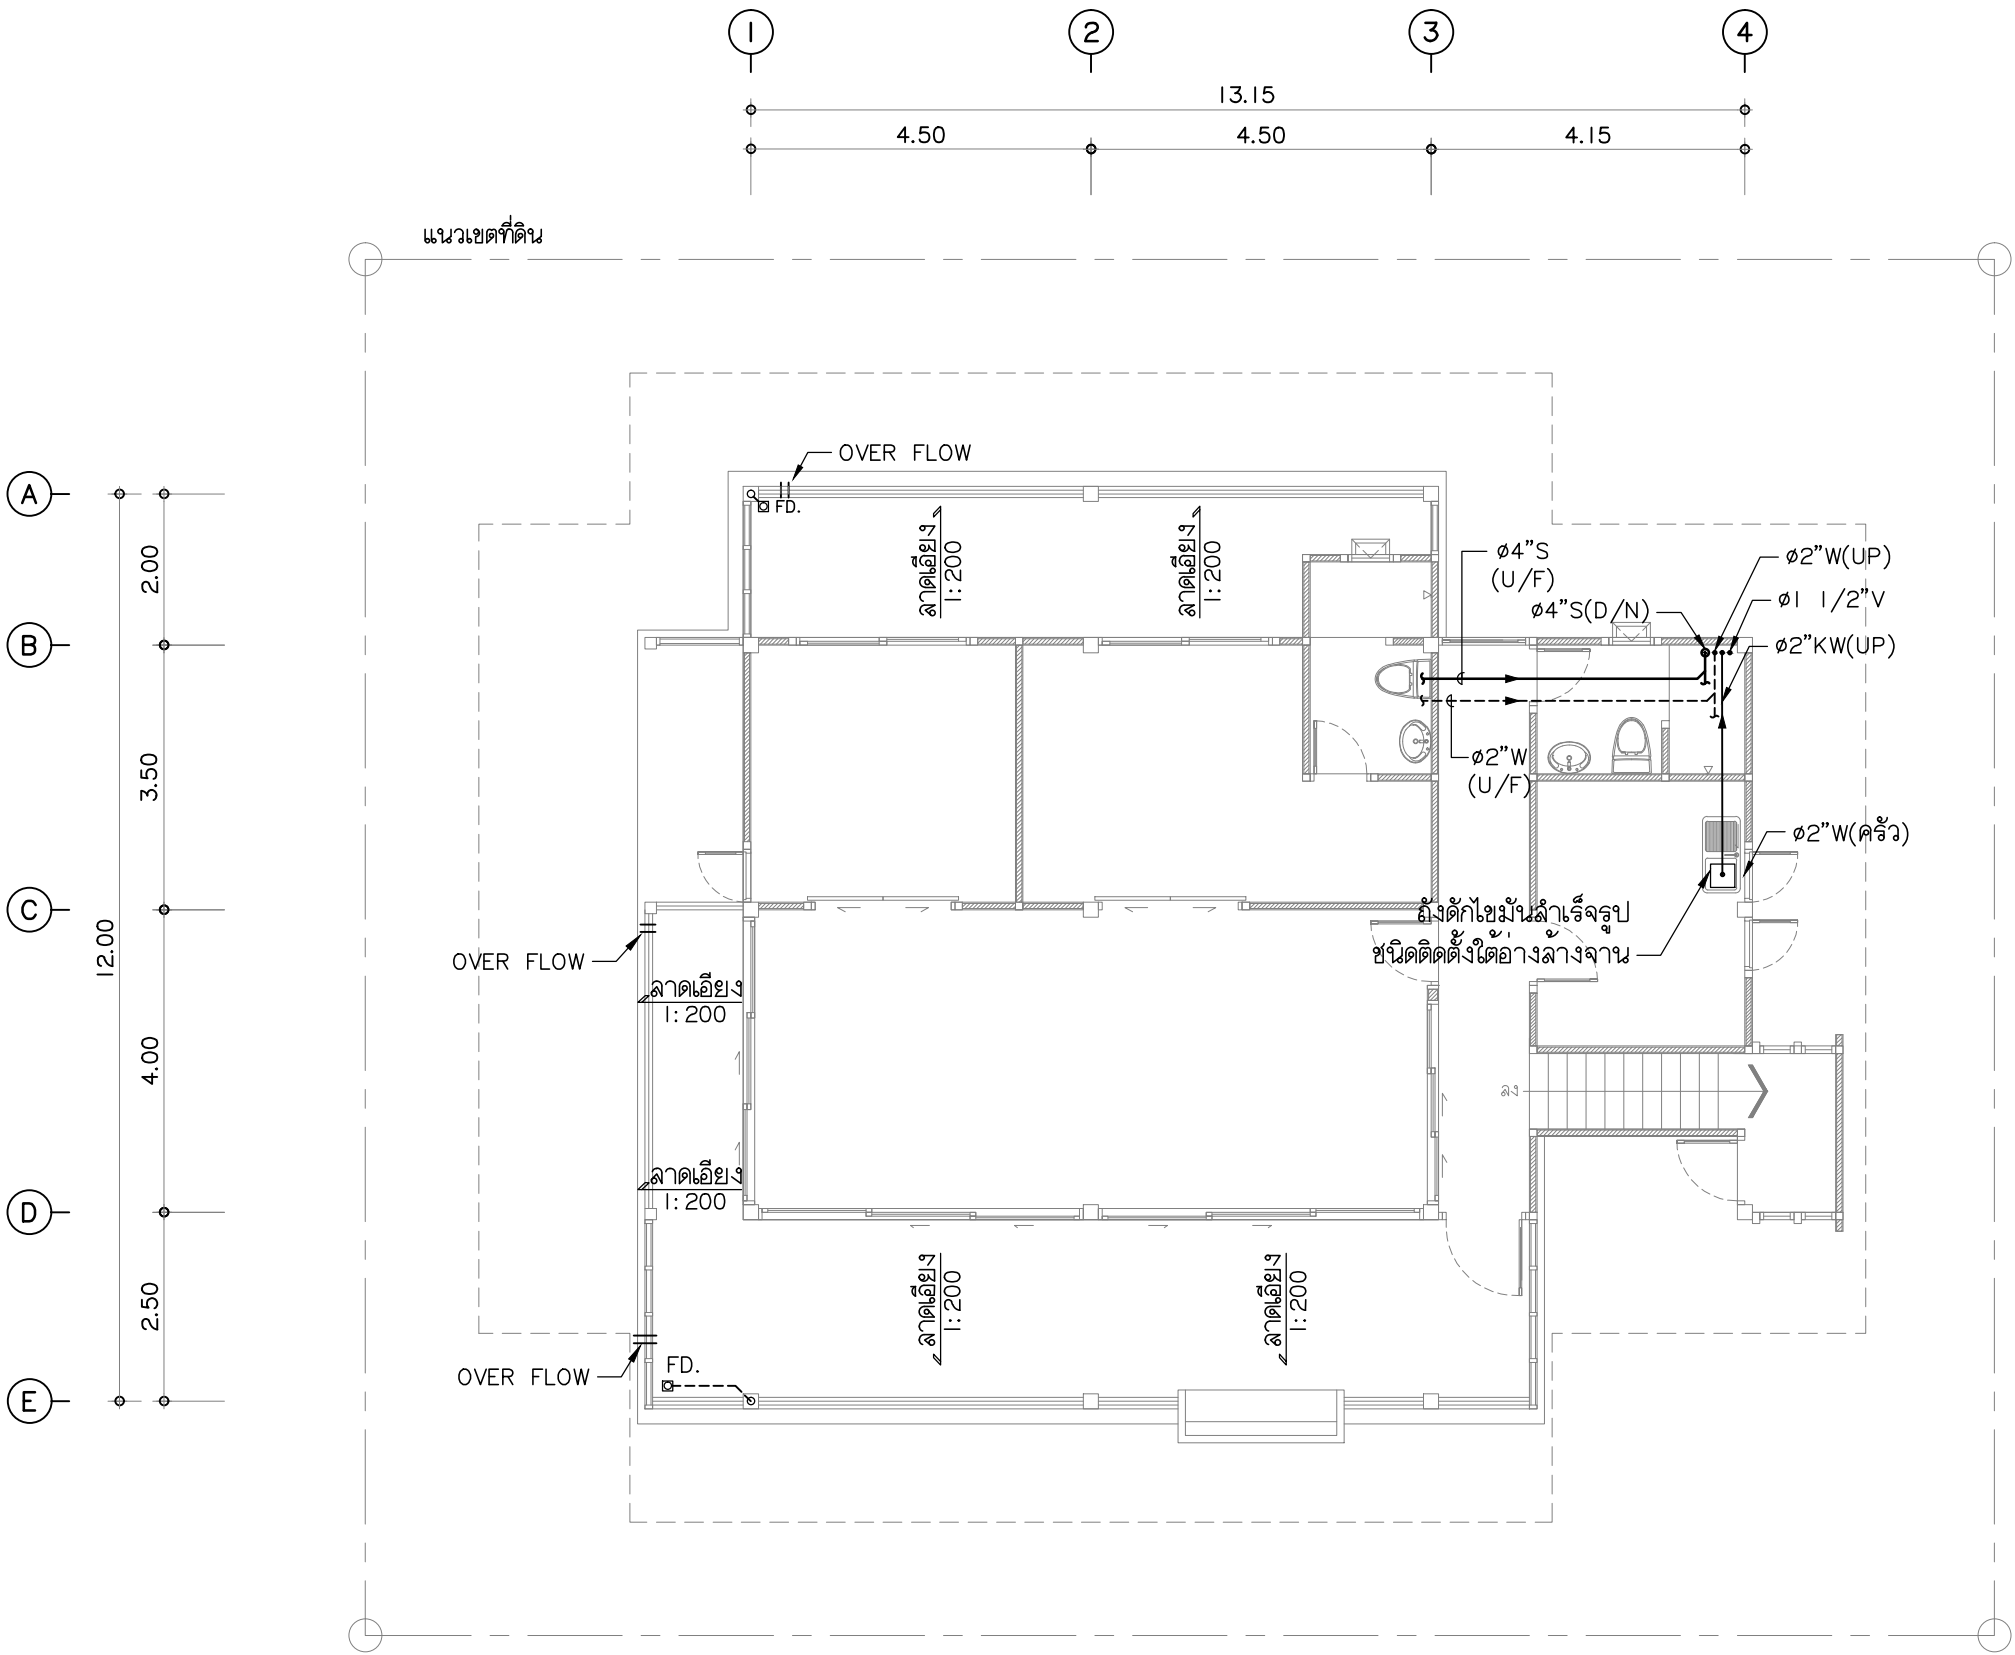 1
2
3
4
13.15
4.50
4.50
4.15
แนวเขตที่ดิน
A
B
C
D
E
2.00
3.50
12.00
4.00
2.50
OVER FLOW
FD.
ลาดเอียง
1:200
ลาดเอียง
1:200
ø4"S
(U/F)
ø4"S(D/N)
ø2"W(UP)
ø1 1/2"V
ø2"KW(UP)
ø2"W
(U/F)
ø2"W(ครัว)
ถังดักไขมันสำเร็จรูป
ชนิดติดตั้งใต้อ่างล้างจาน
OVER FLOW
ลาดเอียง
1:200
ลง
ลาดเอียง
1:200
ลาดเอียง
1:200
ลาดเอียง
1:200
OVER FLOW
FD.